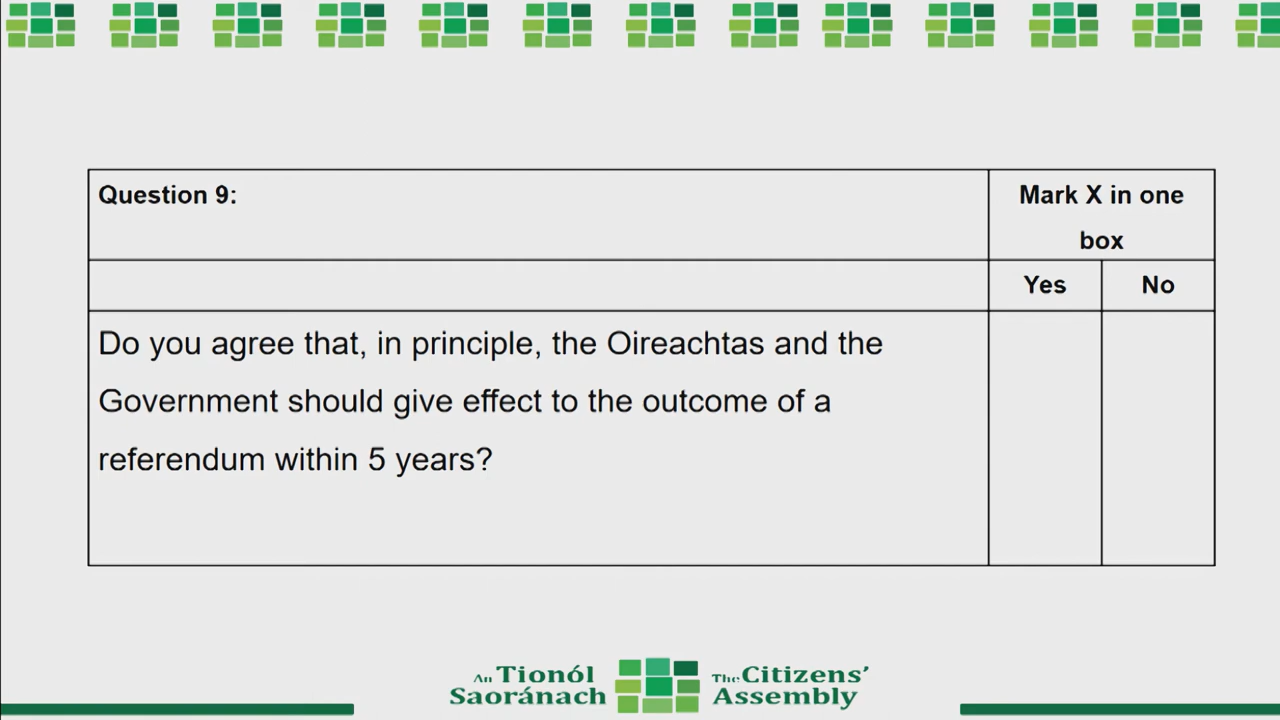 Question 9:
Mark X in one
box
Yes
No
Do you agree that, in principle, the Oireachtas and the
Government should give effect to the outcome of a
referendum within 5 years?
An Tionól
Saoránach
The Citizens'
Assembly